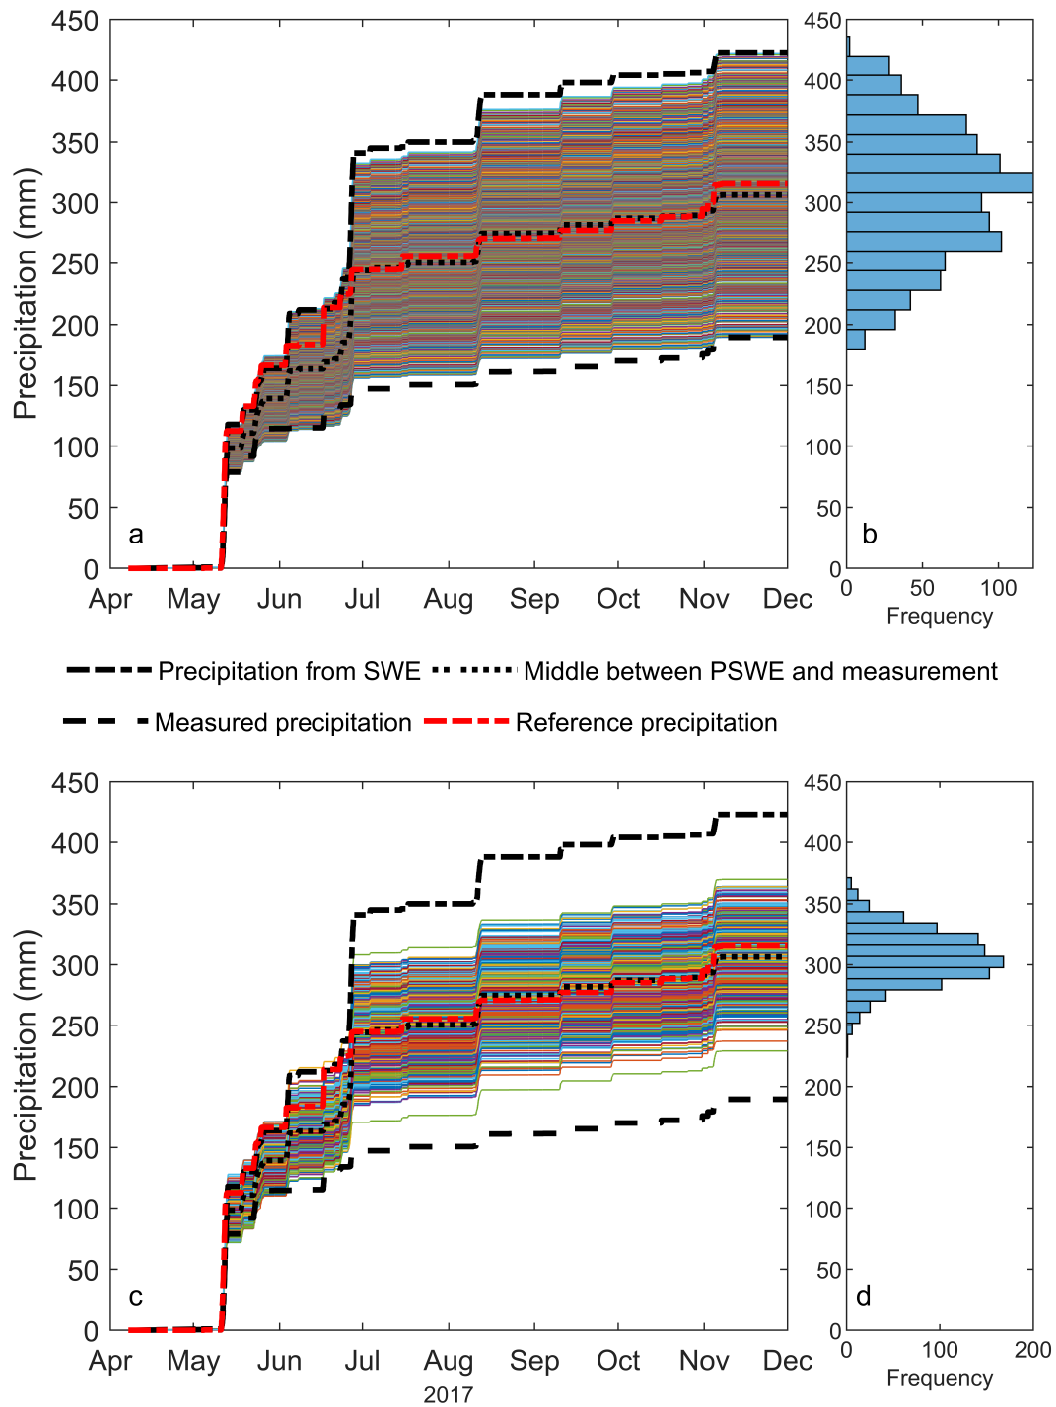 450
400
350
300
250
200
150
100
50
0
Precipitation (mm)
a
Apr May Jun Jul Aug Sep Oct Nov Dec
450
400
350
300
250
200
150
100
50
0
b
0 50 100
Frequency
Precipitation from SWE
Middle between PSWE and measurement
Measured precipitation
Reference precipitation
450
400
350
300
250
200
150
100
50
0
Precipitation (mm)
c
Apr May Jun Jul Aug Sep Oct Nov Dec
2017
450
400
350
300
250
200
150
100
50
0
d
0 100 200
Frequency